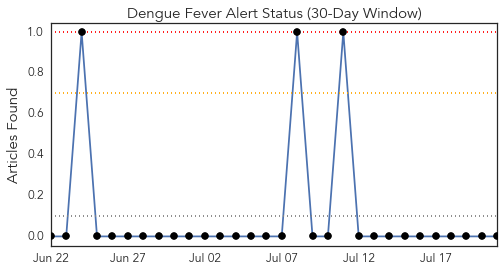 Dengue Fever Alert Status (30-Day Window)
Articles Found
1.0
0.8
0.6
0.4
0.2
0.0
Jun 22 Jun 27 Jul 02 Jul 07 Jul 12 Jul 17